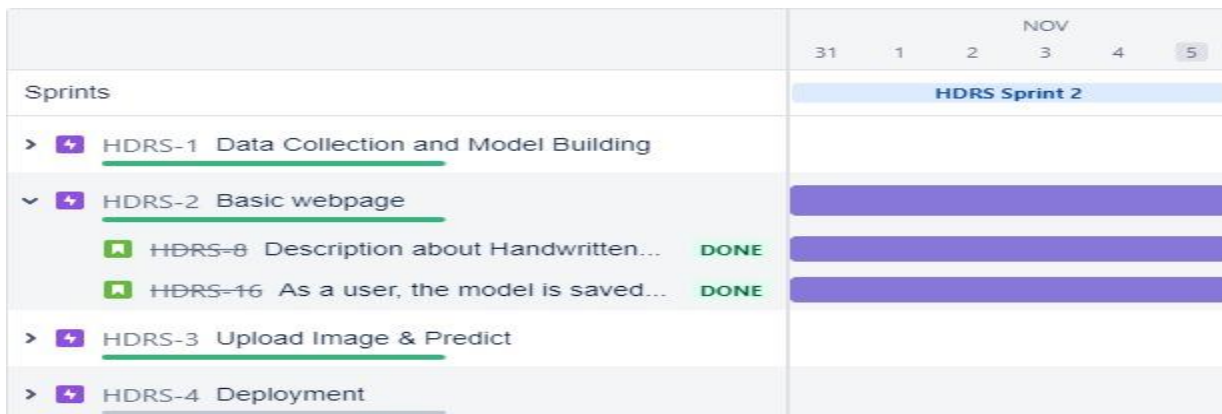 NOV
31 1 2 3 4 5
Sprints HDRS Sprint 2
HDRS-1 Data Collection and Model Building
HDRS-2 Basic webpage
HDRS-8 Description about Handwritten... DONE
HDRS-16 As a user, the model is saved... DONE
HDRS-3 Upload Image & Predict
HDRS-4 Deployment